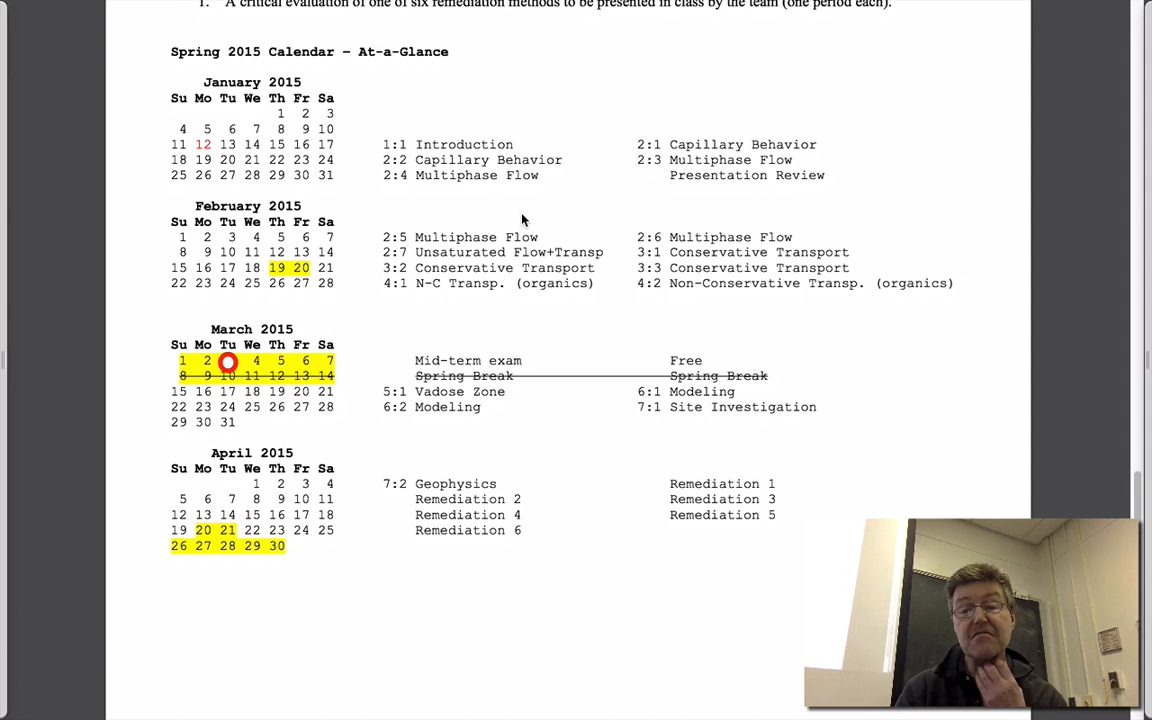 1. A critical evaluation of one of six remediation methods to be presented in class by the team (one period each).
Spring 2015 Calendar – At-a-Glance
January 2015
Su Mo Tu We Th Fr Sa
1 2 3
4 5 6 7 8 9 10
11 12 13 14 15 16 17 1:1 Introduction 2:1 Capillary Behavior
18 19 20 21 22 23 24 2:2 Capillary Behavior 2:3 Multiphase Flow
25 26 27 28 29 30 31 2:4 Multiphase Flow Presentation Review
February 2015
Su Mo Tu We Th Fr Sa
1 2 3 4 5 6 7 2:5 Multiphase Flow 2:6 Multiphase Flow
8 9 10 11 12 13 14 2:7 Unsaturated Flow+Transp 3:1 Conservative Transport
15 16 17 18 19 20 21 3:2 Conservative Transport 3:3 Conservative Transport
22 23 24 25 26 27 28 4:1 N-C Transp. (organics) 4:2 Non-Conservative Transp. (organics)
March 2015
Su Mo Tu We Th Fr Sa
1 2 4 5 6 7 Mid-term exam Free
8 9 10 11 12 13 14 Spring Break Spring Break
15 16 17 18 19 20 21 5:1 Vadose Zone 6:1 Modeling
22 23 24 25 26 27 28 6:2 Modeling 7:1 Site Investigation
29 30 31
April 2015
Su Mo Tu We Th Fr Sa
1 2 3 4 7:2 Geophysics Remediation 1
5 6 7 8 9 10 11 Remediation 2 Remediation 3
12 13 14 15 16 17 18 Remediation 4 Remediation 5
19 20 21 22 23 24 25 Remediation 6
26 27 28 29 30